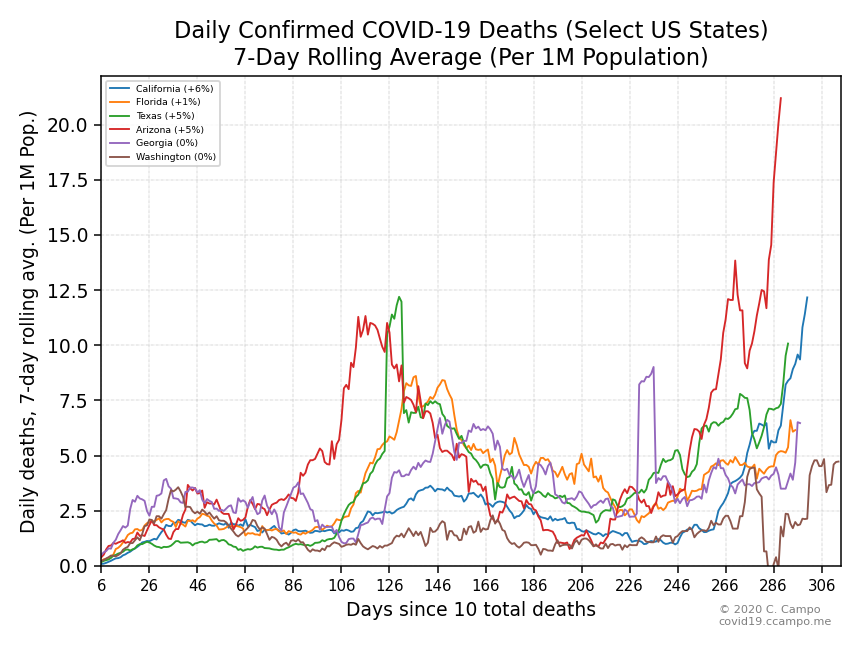 Daily Confirmed COVID-19 Deaths (Select US States)
7-Day Rolling Average (Per 1M Population)
Daily deaths, 7-day rolling avg. (Per 1M Pop.)
20.0
17.5
15.0
12.5
10.0
7.5
5.0
2.5
0.0
California (+6%)
Florida (+1%)
Texas (+5%)
Arizona (+5%)
Georgia (0%)
Washington (0%)
6 26 46 66 86 106 126 146 166 186 206 226 246 266 286 306
Days since 10 total deaths
© 2020 C. Campo
covid19.ccampo.me